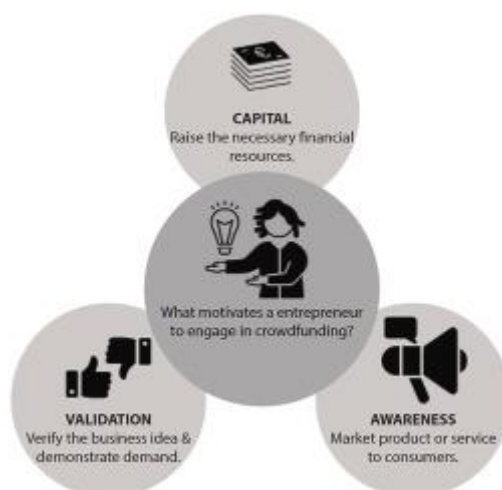 CAPITAL
Raise the necessary financial
resources.
What motivates a entrepreneur
to engage in crowdfunding?
VALIDATION
Verify the business idea &
demonstrate demand.
AWARENESS
Market product or service
to consumers.